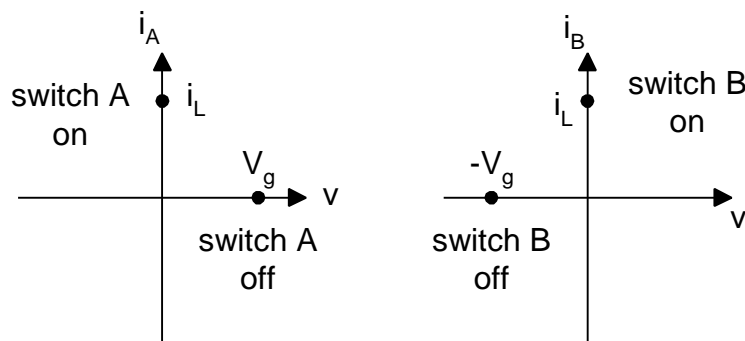 i_A
switch A
on
i_L
V_g
v
switch A
off
i_B
switch B
on
i_L
-V_g
v
switch B
off